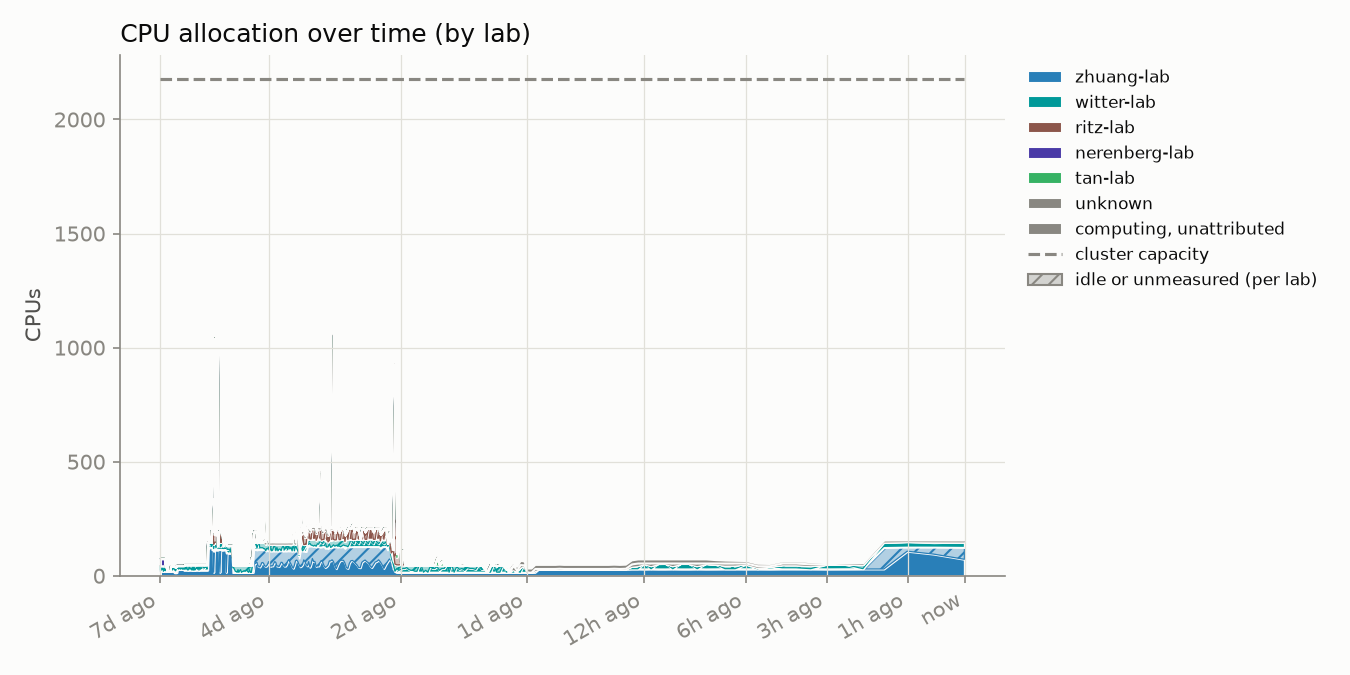 CPU allocation over time (by lab)
CPUs
2000
1500
1000
500
0
7d ago
4d ago
2d ago
1d ago
12h ago
6h ago
3h ago
1h ago
now
zhuang-lab
witter-lab
ritz-lab
nerenberg-lab
tan-lab
unknown
computing, unattributed
cluster capacity
idle or unmeasured (per lab)